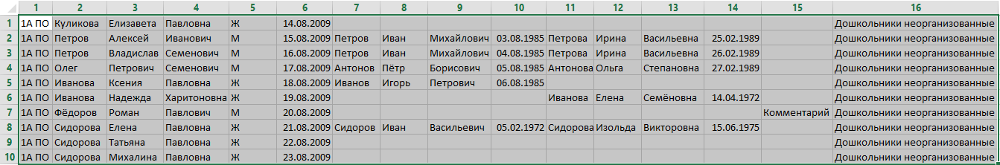 1 2 3 4 5 6 7 8 9 10 11 12 13 14 15 16
1 1А ПО Куликова Елизавета Павловна Ж 14.08.2009 Дошкольники неорганизованные
2 1А ПО Петров Алексей Иванович М 15.08.2009 Петров Иван Михайлович 03.08.1985 Петрова Ирина Васильевна 25.02.1989 Дошкольники неорганизованные
3 1А ПО Петров Владислав Семенович М 16.08.2009 Петров Иван Михайлович 04.08.1985 Петрова Ирина Васильевна 26.02.1989 Дошкольники неорганизованные
4 1А ПО Олег Петрович Семенович М 17.08.2009 Антонов Пётр Борисович 05.08.1985 Антонова Ольга Степановна 27.02.1989 Дошкольники неорганизованные
5 1А ПО Иванова Ксения Павловна Ж 18.08.2009 Иванов Игорь Петрович 06.08.1985 Дошкольники неорганизованные
6 1А ПО Иванова Надежда Харитоновна Ж 19.08.2009 Иванова Елена Семёновна 14.04.1972 Дошкольники неорганизованные
7 1А ПО Фёдоров Роман Павлович М 20.08.2009 Комментарий Дошкольники неорганизованные
8 1А ПО Сидорова Елена Павловна Ж 21.08.2009 Сидоров Иван Васильевич 05.02.1972 Сидорова Изольда Викторовна 15.06.1975 Дошкольники неорганизованные
9 1А ПО Сидорова Татьяна Павловна Ж 22.08.2009 Дошкольники неорганизованные
10 1А ПО Сидорова Михалина Павловна Ж 23.08.2009 Дошкольники неорганизованные